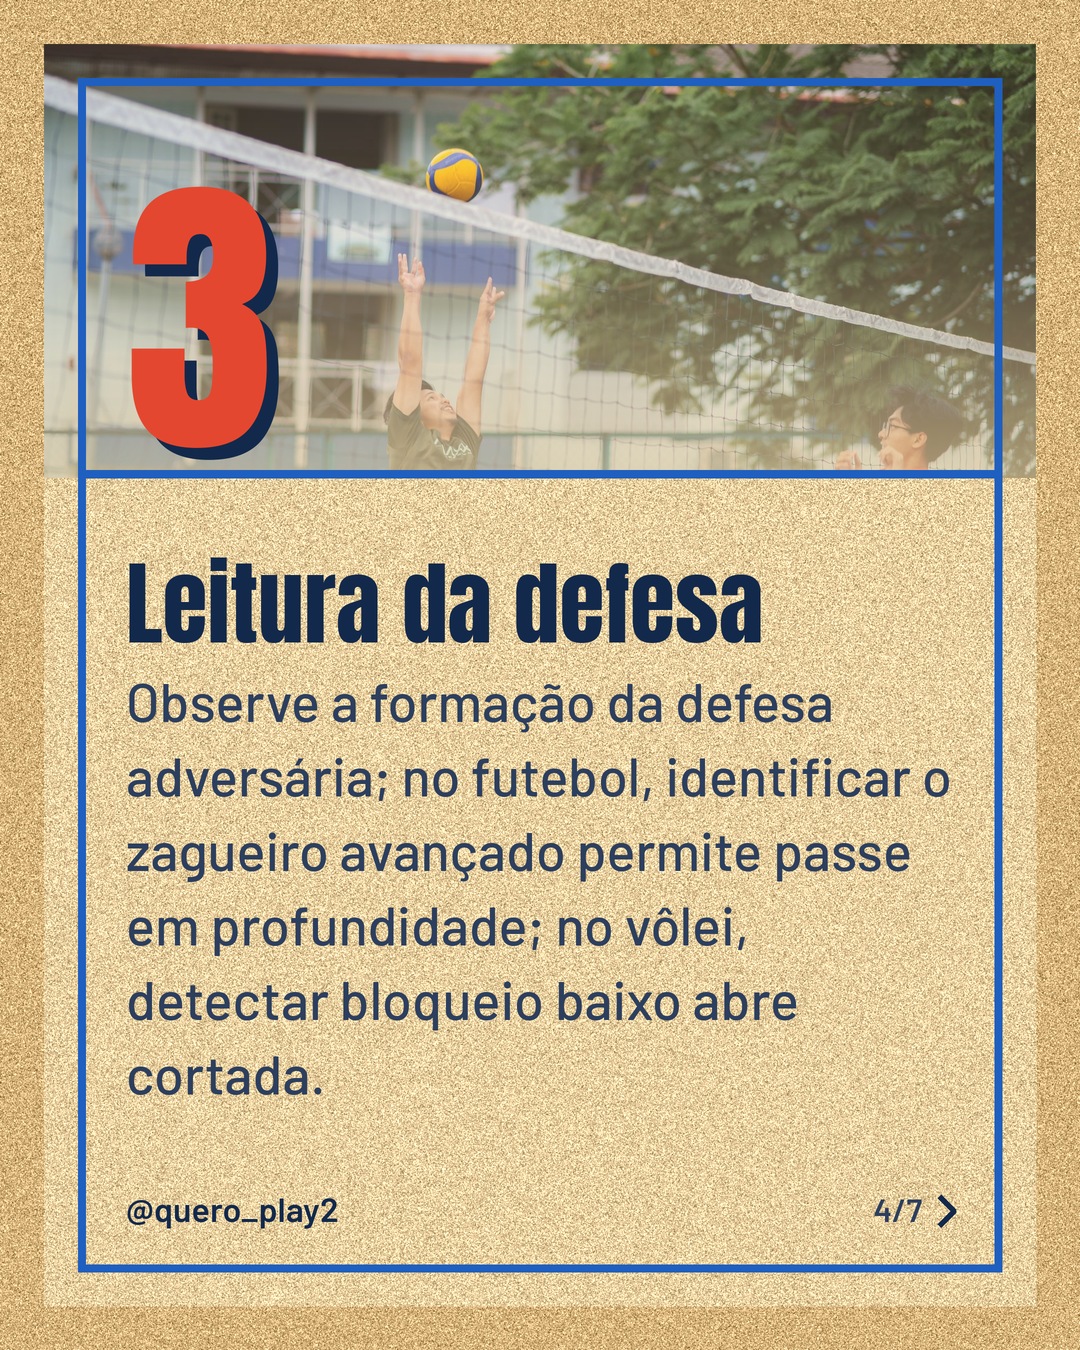 3
Leitura da defesa
Observe a formação da defesa
adversária; no futebol, identificar o
zagueiro avançado permite passe
em profundidade; no vôlei,
detectar bloqueio baixo abre
cortada.
@quero_play2
4/7